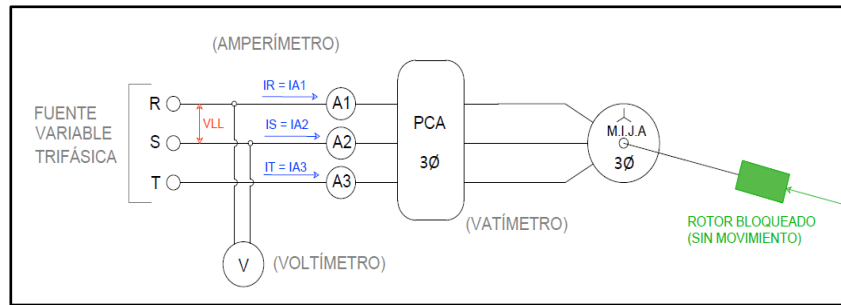 (AMPERÍMETRO)
FUENTE
VARIABLE
TRIFÁSICA
R
S
T
VLL
IR = IA1
IS = IA2
IT = IA3
A1
A2
A3
V
(VOLTÍMETRO)
PCA
3Ø
(VATÍMETRO)
M.I.J.A
3Ø
ROTOR BLOQUEADO
(SIN MOVIMIENTO)